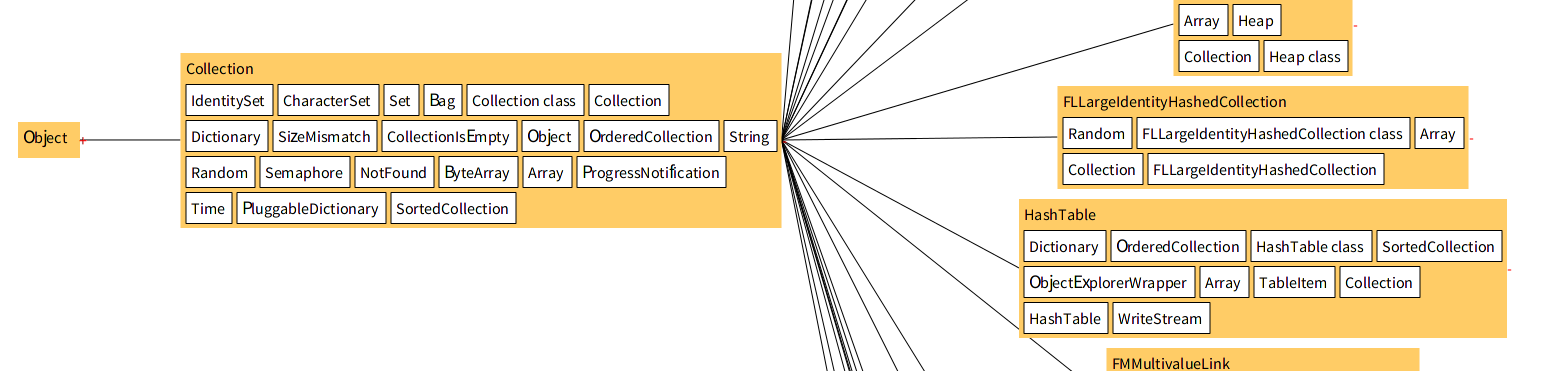 Object
Collection
IdentitySet CharacterSet Set Bag Collection class Collection
Dictionary SizeMismatch CollectionIsEmpty Object OrderedCollection String
Random Semaphore NotFound ByteArray Array ProgressNotification
Time PluggableDictionary SortedCollection
Array Heap
Collection Heap class
FLLargeIdentityHashedCollection
Random FLLargeIdentityHashedCollection class Array
Collection FLLargeIdentityHashedCollection
HashTable
Dictionary OrderedCollection HashTable class SortedCollection
ObjectExplorerWrapper Array TableItem Collection
HashTable WriteStream
FMMultivalueLink